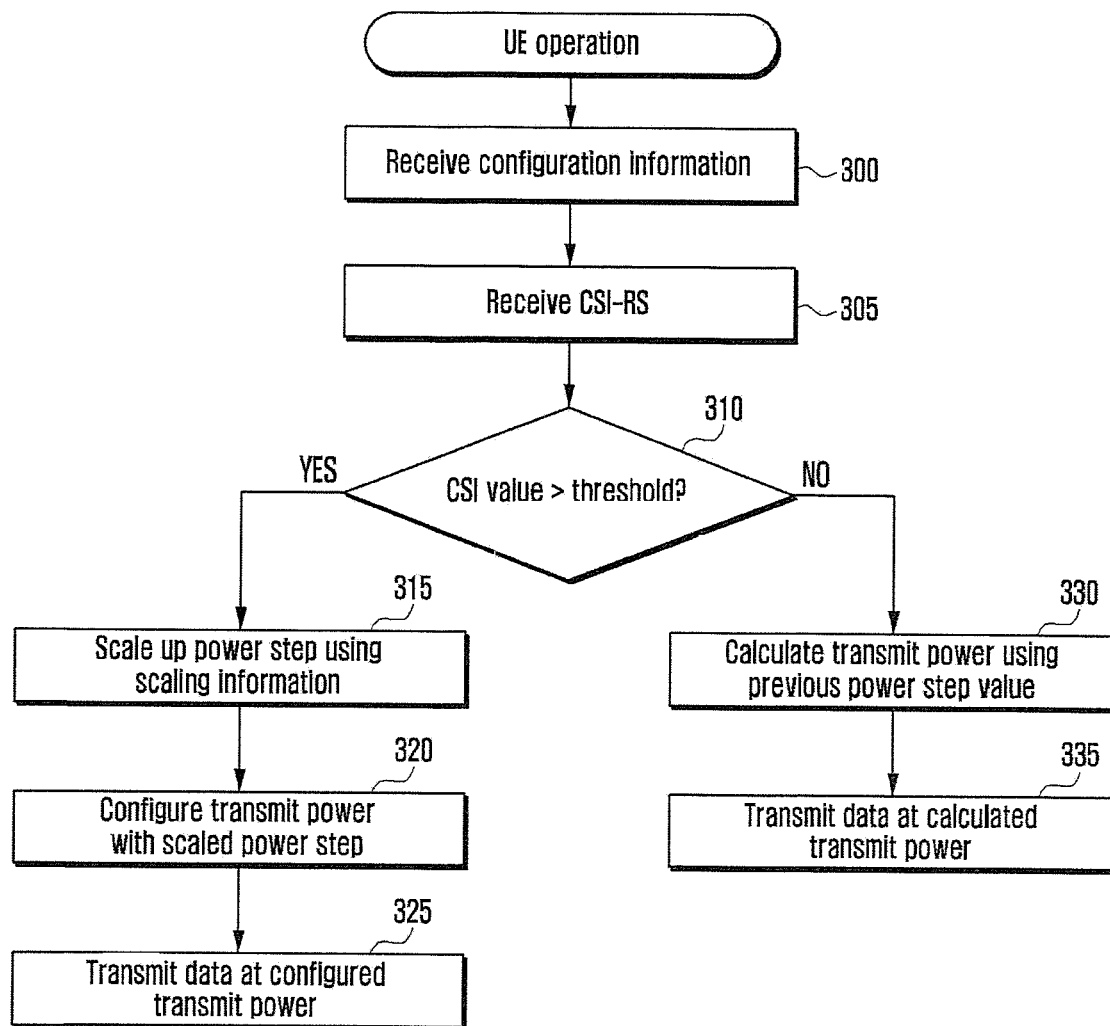 UE operation
Receive configuration information
300
Receive CSI-RS
305
310
YES
CSI value > threshold?
NO
315
Scale up power step using
scaling information
320
Configure transmit power
with scaled power step
325
Transmit data at configured
transmit power
330
Calculate transmit power using
previous power step value
335
Transmit data at calculated
transmit power